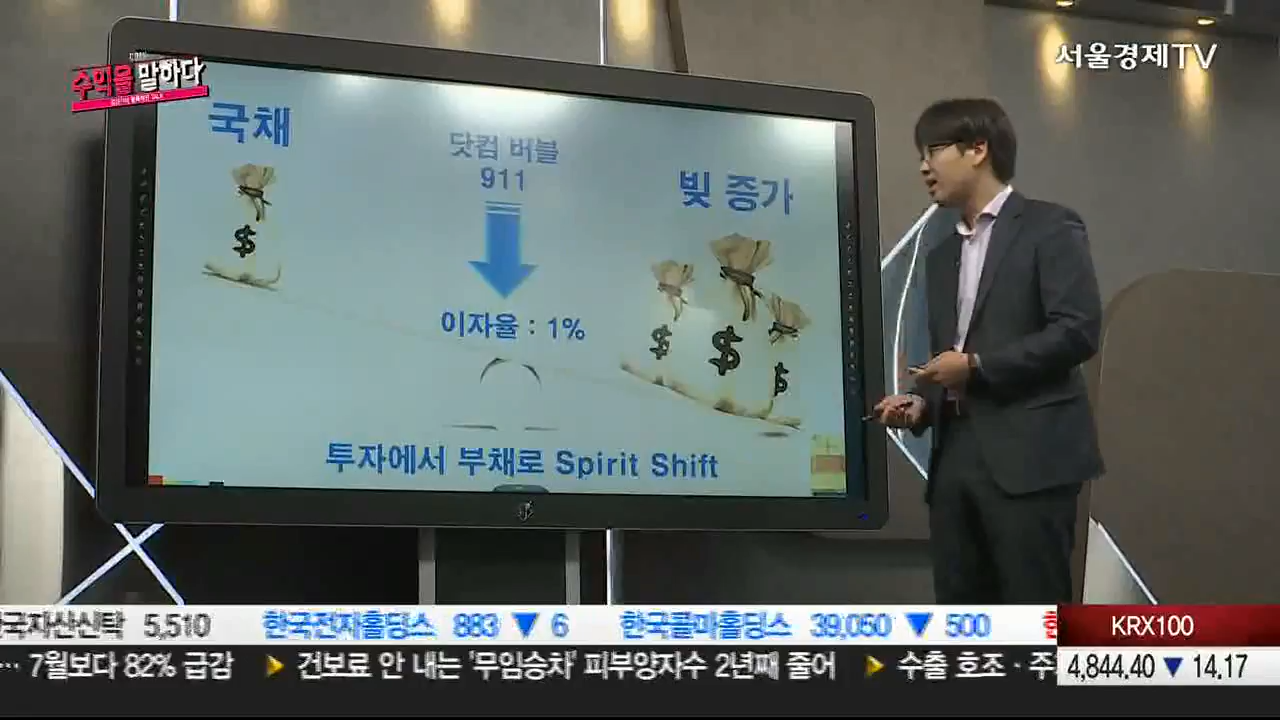 수익을 말하다
서울경제TV
국채
닷컴 버블
911
빚 증가
$
$
$
$
이자율 : 1%
투자에서 부채로 Spirit Shift
한국자산신탁 5,510 한국전자홀딩스 883 ▼ 6 한국콜마홀딩스 39,050 ▼ 500
KRX100
… 7월보다 82% 급감 ▶ 건보료 안 내는 '무임승차' 피부양자수 2년째 줄어 ▶ 수출 호조·주
4,844.40 ▼ 14.17